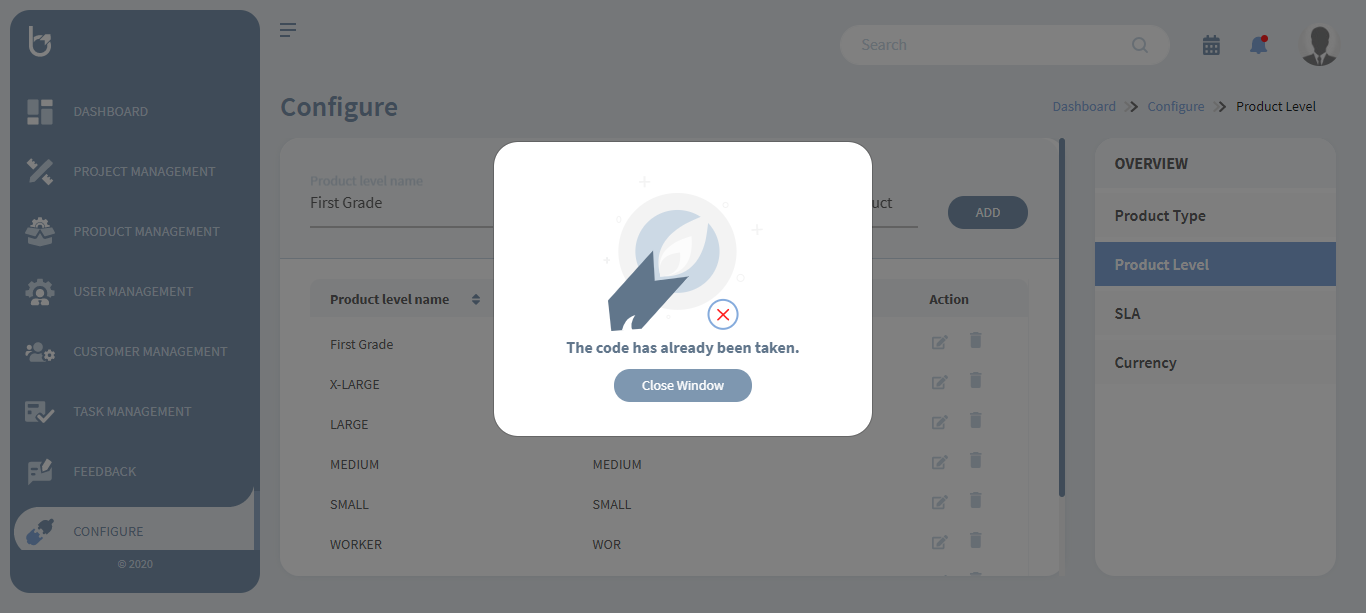 Search
Configure
Dashboard
Configure
Product Level
DASHBOARD
PROJECT MANAGEMENT
PRODUCT MANAGEMENT
USER MANAGEMENT
CUSTOMER MANAGEMENT
TASK MANAGEMENT
FEEDBACK
CONFIGURE
© 2020
Product level name
First Grade
ADD
Product level name
Action
First Grade
X-LARGE
LARGE
MEDIUM MEDIUM
SMALL SMALL
WORKER WOR
The code has already been taken.
Close Window
OVERVIEW
Product Type
Product Level
SLA
Currency